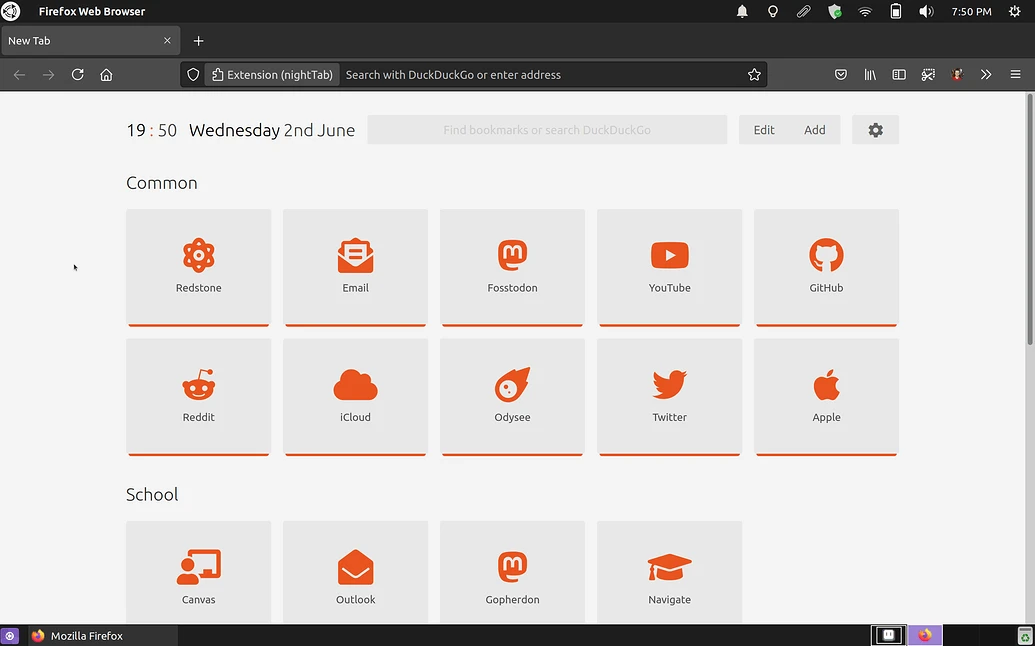 Firefox Web Browser
7:50 PM
New Tab
Extension (nightTab)
Search with DuckDuckGo or enter address
19 : 50 Wednesday 2nd June
Find bookmarks or search DuckDuckGo
Edit
Add
Common
Redstone
Email
Fosstodon
YouTube
GitHub
Reddit
iCloud
Odysee
Twitter
Apple
School
Canvas
Outlook
Gopherdon
Navigate
Mozilla Firefox